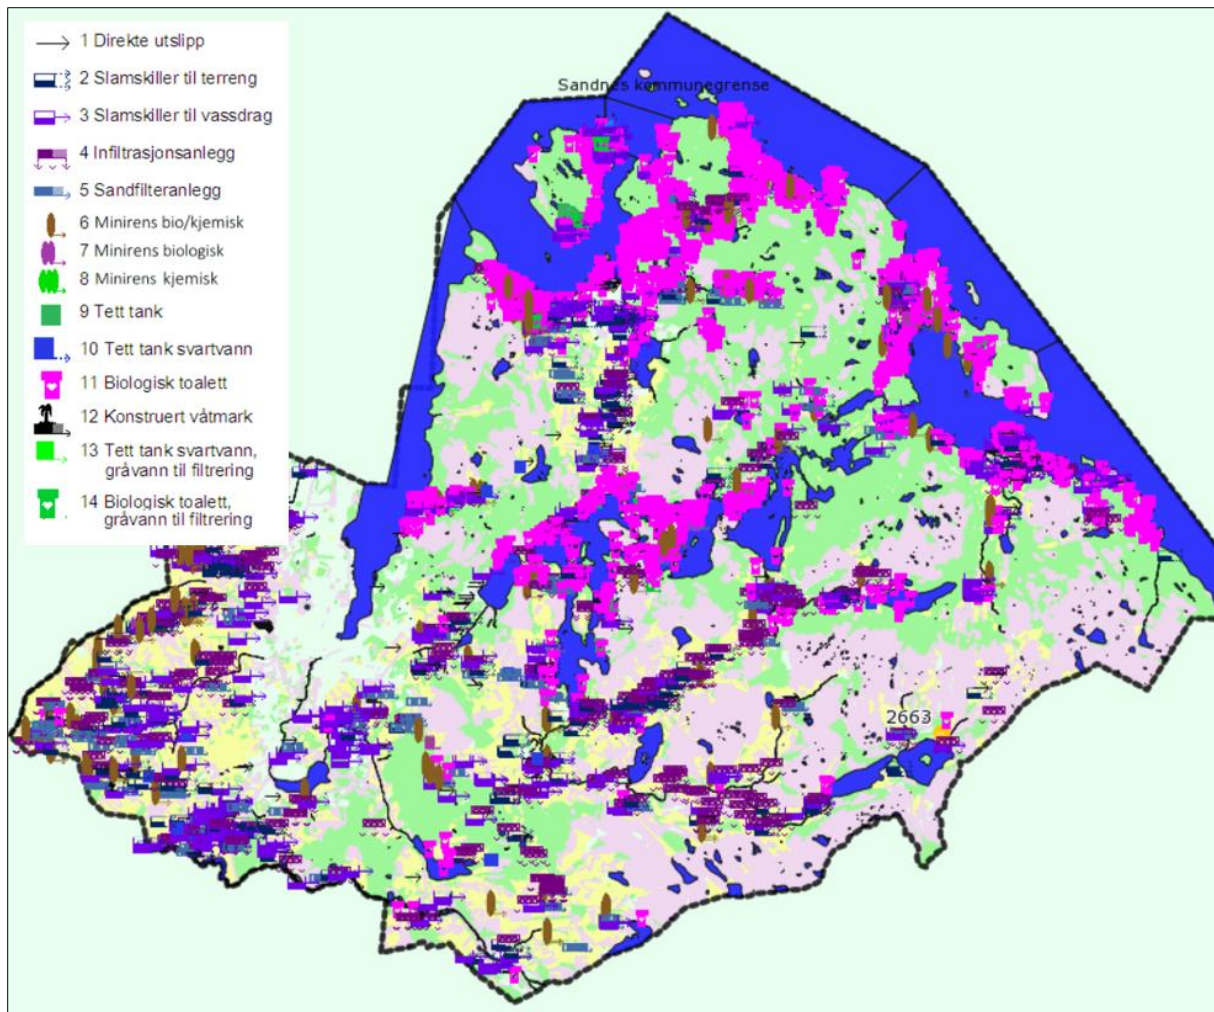 1 Direkte utslipp
2 Slamskiller til terreng
3 Slamskiller til vassdrag
4 Infiltrasjonsanlegg
5 Sandfilteranlegg
6 Minirens bio/kjemisk
7 Minirens biologisk
8 Minirens kjemisk
9 Tett tank
10 Tett tank svartvann
11 Biologisk toalett
12 Konstruert våtmark
13 Tett tank svartvann,
gråvann til filtrering
14 Biologisk toalett,
gråvann til filtrering
Sandnes kommunegrense
2663